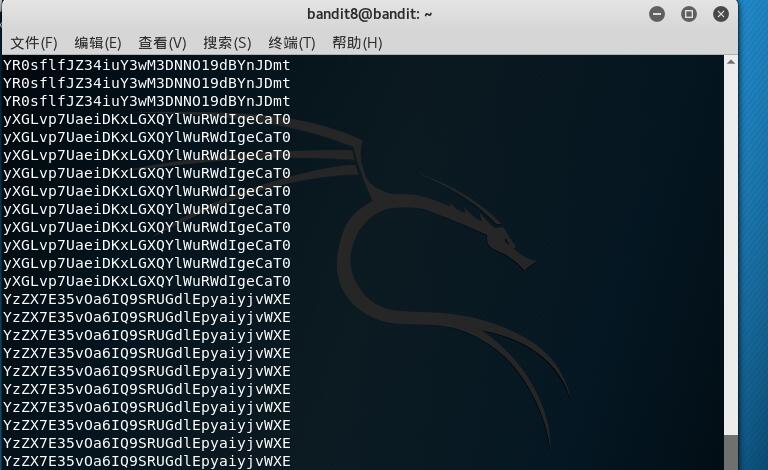 bandit8@bandit: ~
文件(F) 编辑(E) 查看(V) 搜索(S) 终端(T) 帮助(H)
YR0sflfJZ34iuY3wM3DNNO19dBYnJDmt
YR0sflfJZ34iuY3wM3DNNO19dBYnJDmt
YR0sflfJZ34iuY3wM3DNNO19dBYnJDmt
yXGLvp7UaeiDKxLGXQYlWuRWdIgeCaT0
yXGLvp7UaeiDKxLGXQYlWuRWdIgeCaT0
yXGLvp7UaeiDKxLGXQYlWuRWdIgeCaT0
yXGLvp7UaeiDKxLGXQYlWuRWdIgeCaT0
yXGLvp7UaeiDKxLGXQYlWuRWdIgeCaT0
yXGLvp7UaeiDKxLGXQYlWuRWdIgeCaT0
yXGLvp7UaeiDKxLGXQYlWuRWdIgeCaT0
yXGLvp7UaeiDKxLGXQYlWuRWdIgeCaT0
yXGLvp7UaeiDKxLGXQYlWuRWdIgeCaT0
yXGLvp7UaeiDKxLGXQYlWuRWdIgeCaT0
YzZX7E35vOa6IQ9SRUGdlEpyaiyjvWXE
YzZX7E35vOa6IQ9SRUGdlEpyaiyjvWXE
YzZX7E35vOa6IQ9SRUGdlEpyaiyjvWXE
YzZX7E35vOa6IQ9SRUGdlEpyaiyjvWXE
YzZX7E35vOa6IQ9SRUGdlEpyaiyjvWXE
YzZX7E35vOa6IQ9SRUGdlEpyaiyjvWXE
YzZX7E35vOa6IQ9SRUGdlEpyaiyjvWXE
YzZX7E35vOa6IQ9SRUGdlEpyaiyjvWXE
YzZX7E35vOa6IQ9SRUGdlEpyaiyjvWXE
YzZX7E35vOa6IQ9SRUGdlEpyaiyjvWXE